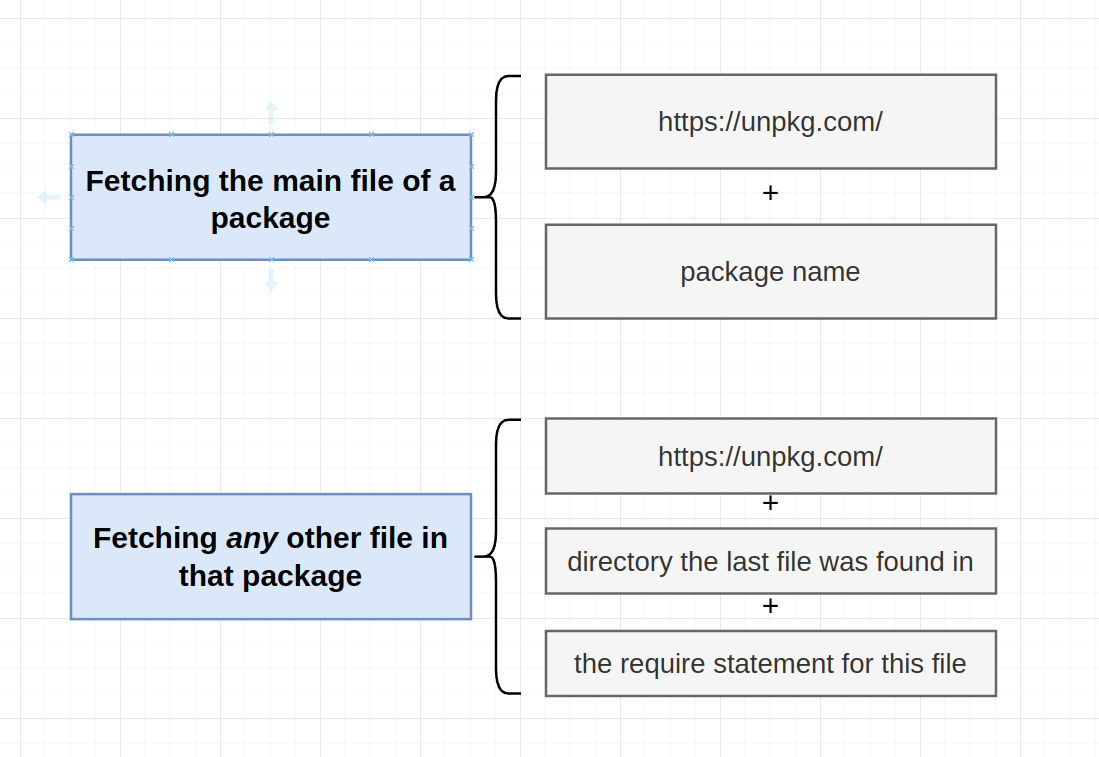 Fetching the main file of a
package
https://unpkg.com/
+
package name
Fetching any other file in
that package
https://unpkg.com/
+
directory the last file was found in
+
the require statement for this file